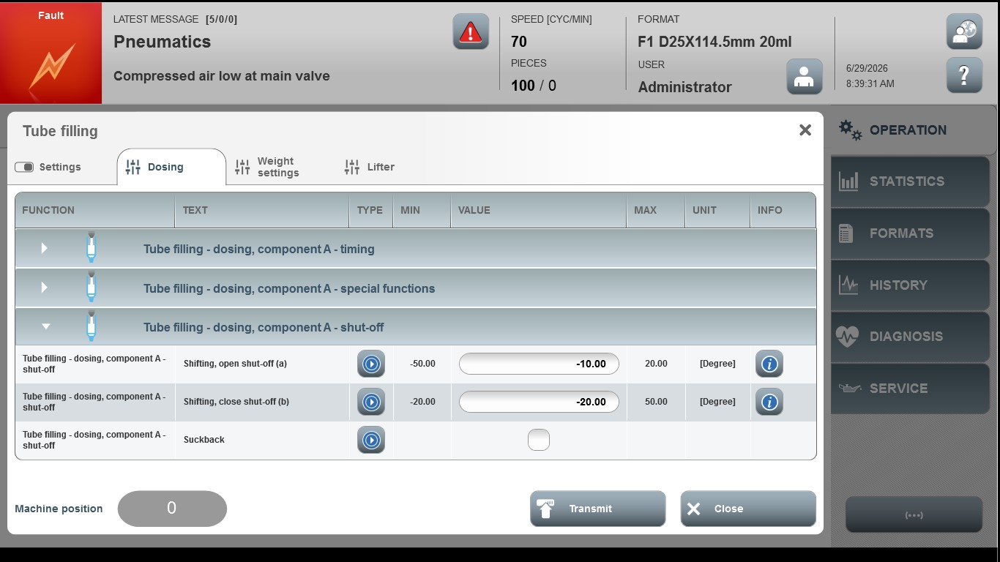 Fault
LATEST MESSAGE [5/0/0]
Pneumatics
Compressed air low at main valve
SPEED [CYC/MIN]
70
PIECES
100 / 0
FORMAT
F1 D25X114.5mm 20ml
USER
Administrator
6/29/2026
8:39:31 AM
?
Tube filling
Settings
Dosing
Weight
settings
Lifter
FUNCTION TEXT TYPE MIN VALUE MAX UNIT INFO
Tube filling - dosing, component A - timing
Tube filling - dosing, component A - special functions
Tube filling - dosing, component A - shut-off
Tube filling - dosing, component A -
shut-off
Shifting, open shut-off (a) -50.00 -10.00 20.00 [Degree] i
Tube filling - dosing, component A -
shut-off
Shifting, close shut-off (b) -20.00 -20.00 50.00 [Degree] i
Tube filling - dosing, component A -
shut-off
Suckback
Machine position 0
Transmit
Close
OPERATION
STATISTICS
FORMATS
HISTORY
DIAGNOSIS
SERVICE
(•••)